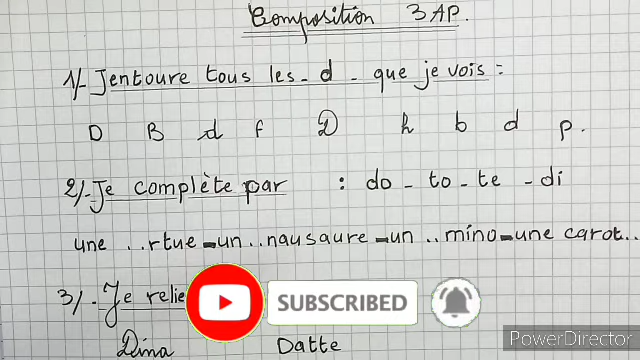 Composition 3AP.
1/- J'entoure tous les - d - que je vois :
D B d f D h b d p.
2/- Je complète par : do - to - te - di
une ..rtue - un ..nausaure - un ..mino - une carot..
3/- Je relie
SUBSCRIBED
Dina Datte
PowerDirector